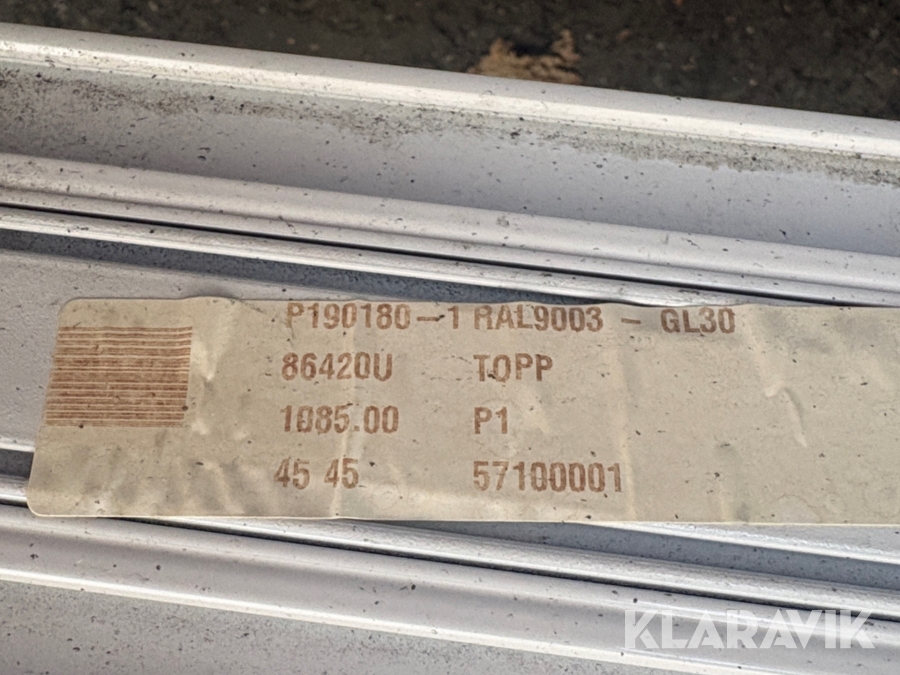 P190180-1 RAL9003 - GL30
86420U TOPP
1085.00 P1
45 45 57100001
KLARAVIK